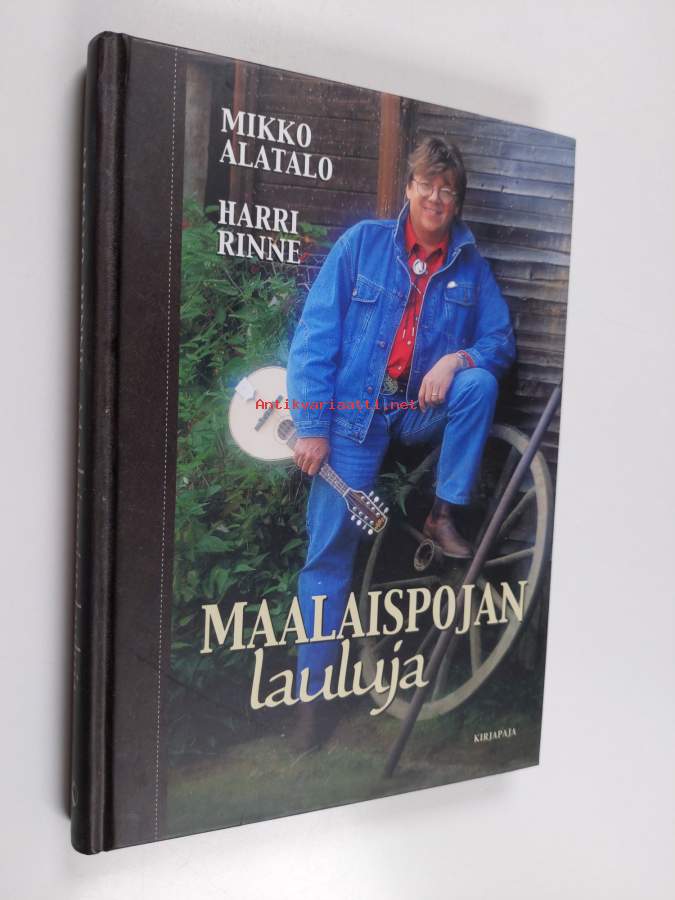 MIKKO
ALATALO
HARRI
RINNE
Antikvariaatti.net
MAALAISPOJAN
lauluja
KIRJAPAJA